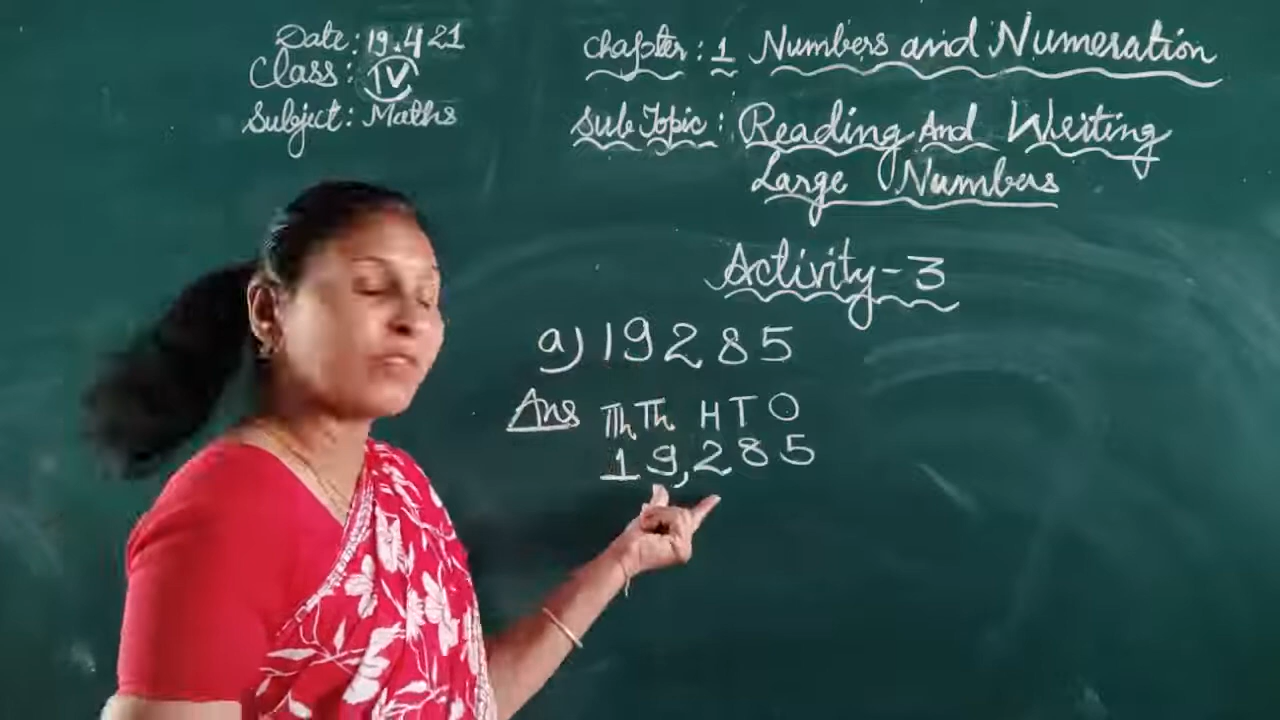 Date: 19.4 21
Class: IV
Subject: Maths
Chapter: 1 Numbers and Numeration
Sub Topic: Reading And Writing
Large Numbers
Activity-3
a) 19285
Ans Th Th H T O
19,285